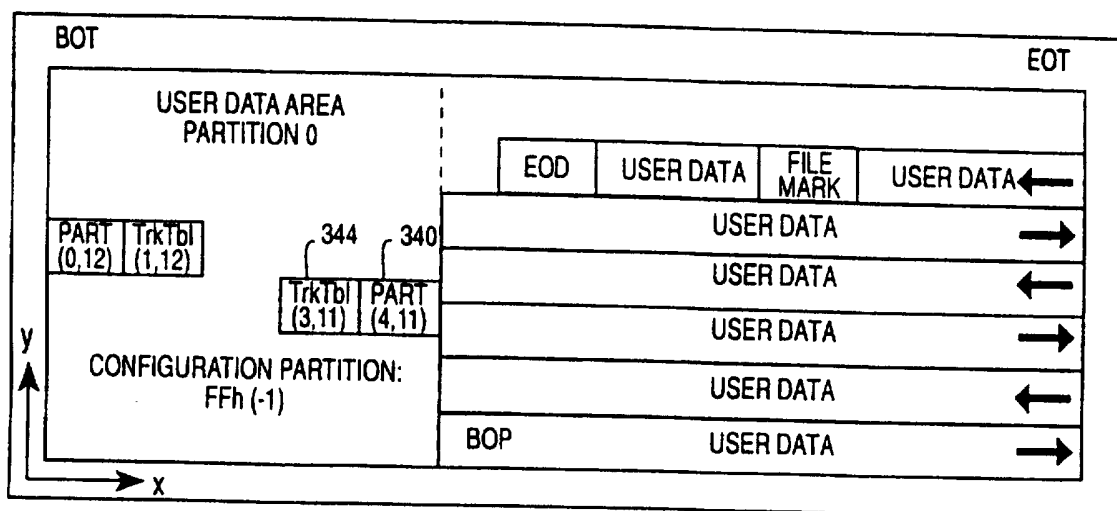 BOT
EOT
USER DATA AREA
PARTITION 0
EOD
USER DATA
FILE
MARK
USER DATA
PART
(0,12)
TrkTbl
(1,12)
344
340
USER DATA
TrkTbl
(3,11)
PART
(4,11)
USER DATA
USER DATA
y
CONFIGURATION PARTITION:
FFh (-1)
USER DATA
BOP
USER DATA
x